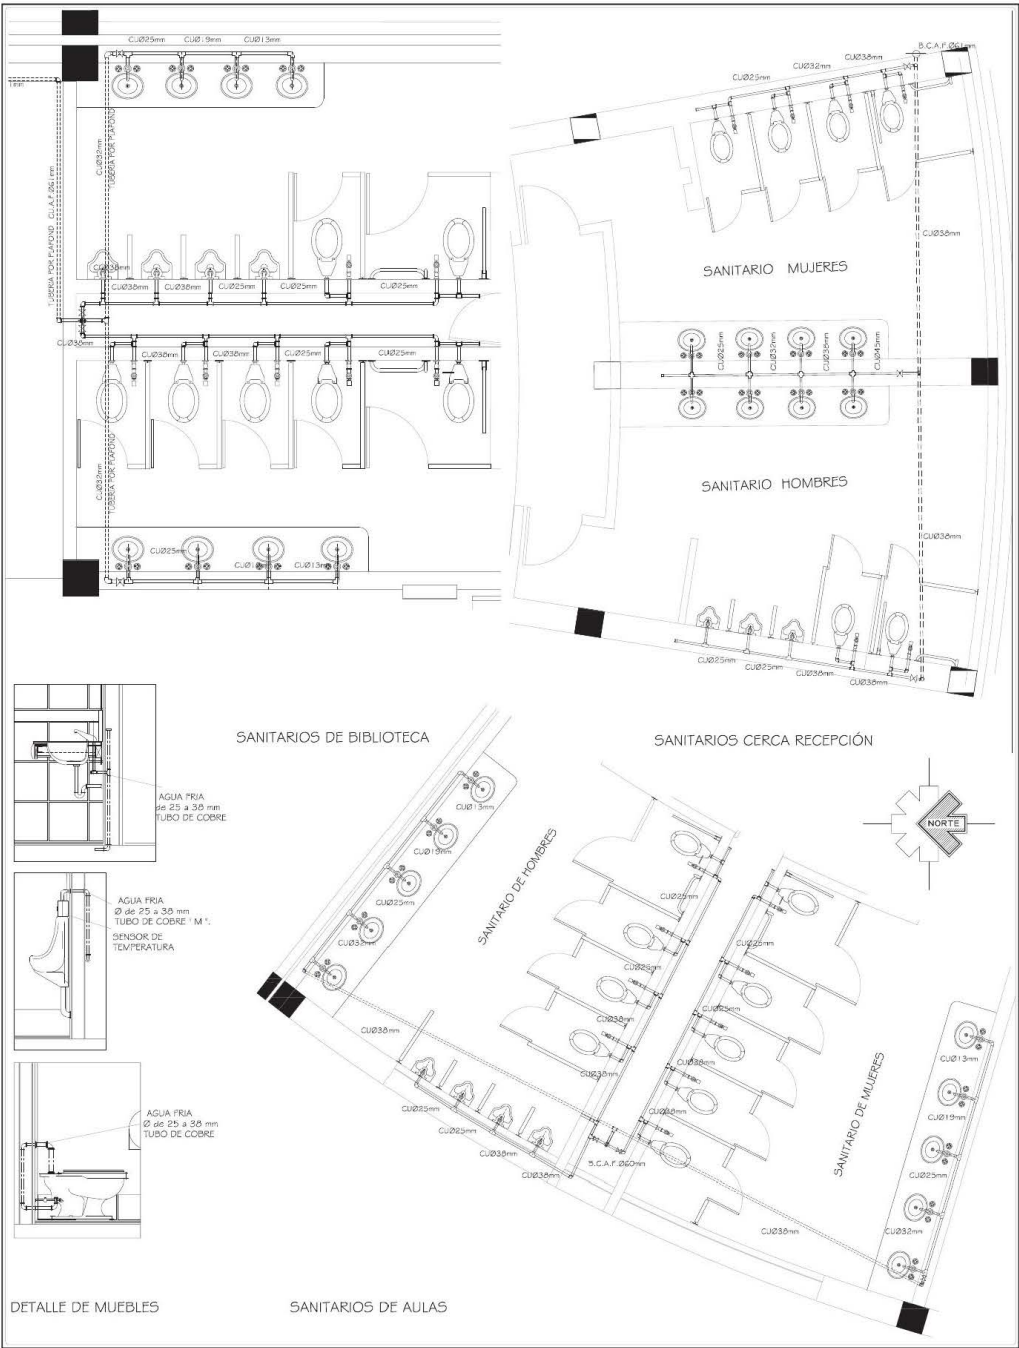 CUØ25mm
CUØ19mm
CUØ13mm
CUØ32mm
TUBERIA POR PLAFOND
TUBERIA POR PLAFOND CU.A.F.Ø61mm
CUØ38mm
CUØ38mm
CUØ38mm
CUØ25mm
CUØ25mm
CUØ25mm
CUØ38mm
CUØ38mm
CUØ38mm
CUØ25mm
CUØ25mm
CUØ32mm
TUBERIA POR PLAFOND
CUØ25mm
CUØ13mm
SANITARIOS DE BIBLIOTECA
B.C.A.F.Ø61mm
CUØ38mm
CUØ32mm
CUØ25mm
CUØ38mm
SANITARIO MUJERES
CUØ25mm
CUØ32mm
CUØ38mm
CUØ45mm
SANITARIO HOMBRES
CUØ38mm
CUØ25mm
CUØ25mm
CUØ38mm
CUØ38mm
SANITARIOS CERCA RECEPCIÓN
NORTE
AGUA FRIA
de 25 a 38 mm
TUBO DE COBRE
AGUA FRIA
Ø de 25 a 38 mm
TUBO DE COBRE " M ".
SENSOR DE
TEMPERATURA
AGUA FRIA
Ø de 25 a 38 mm
TUBO DE COBRE
DETALLE DE MUEBLES
CUØ13mm
CUØ19mm
CUØ25mm
CUØ32mm
SANITARIO DE HOMBRES
CUØ25mm
CUØ25mm
CUØ38mm
CUØ38mm
CUØ38mm
CUØ25mm
CUØ25mm
CUØ38mm
CUØ38mm
B.C.A.F.Ø60mm
CUØ25mm
CUØ25mm
CUØ38mm
CUØ38mm
CUØ38mm
SANITARIO DE MUJERES
CUØ13mm
CUØ19mm
CUØ25mm
CUØ32mm
SANITARIOS DE AULAS